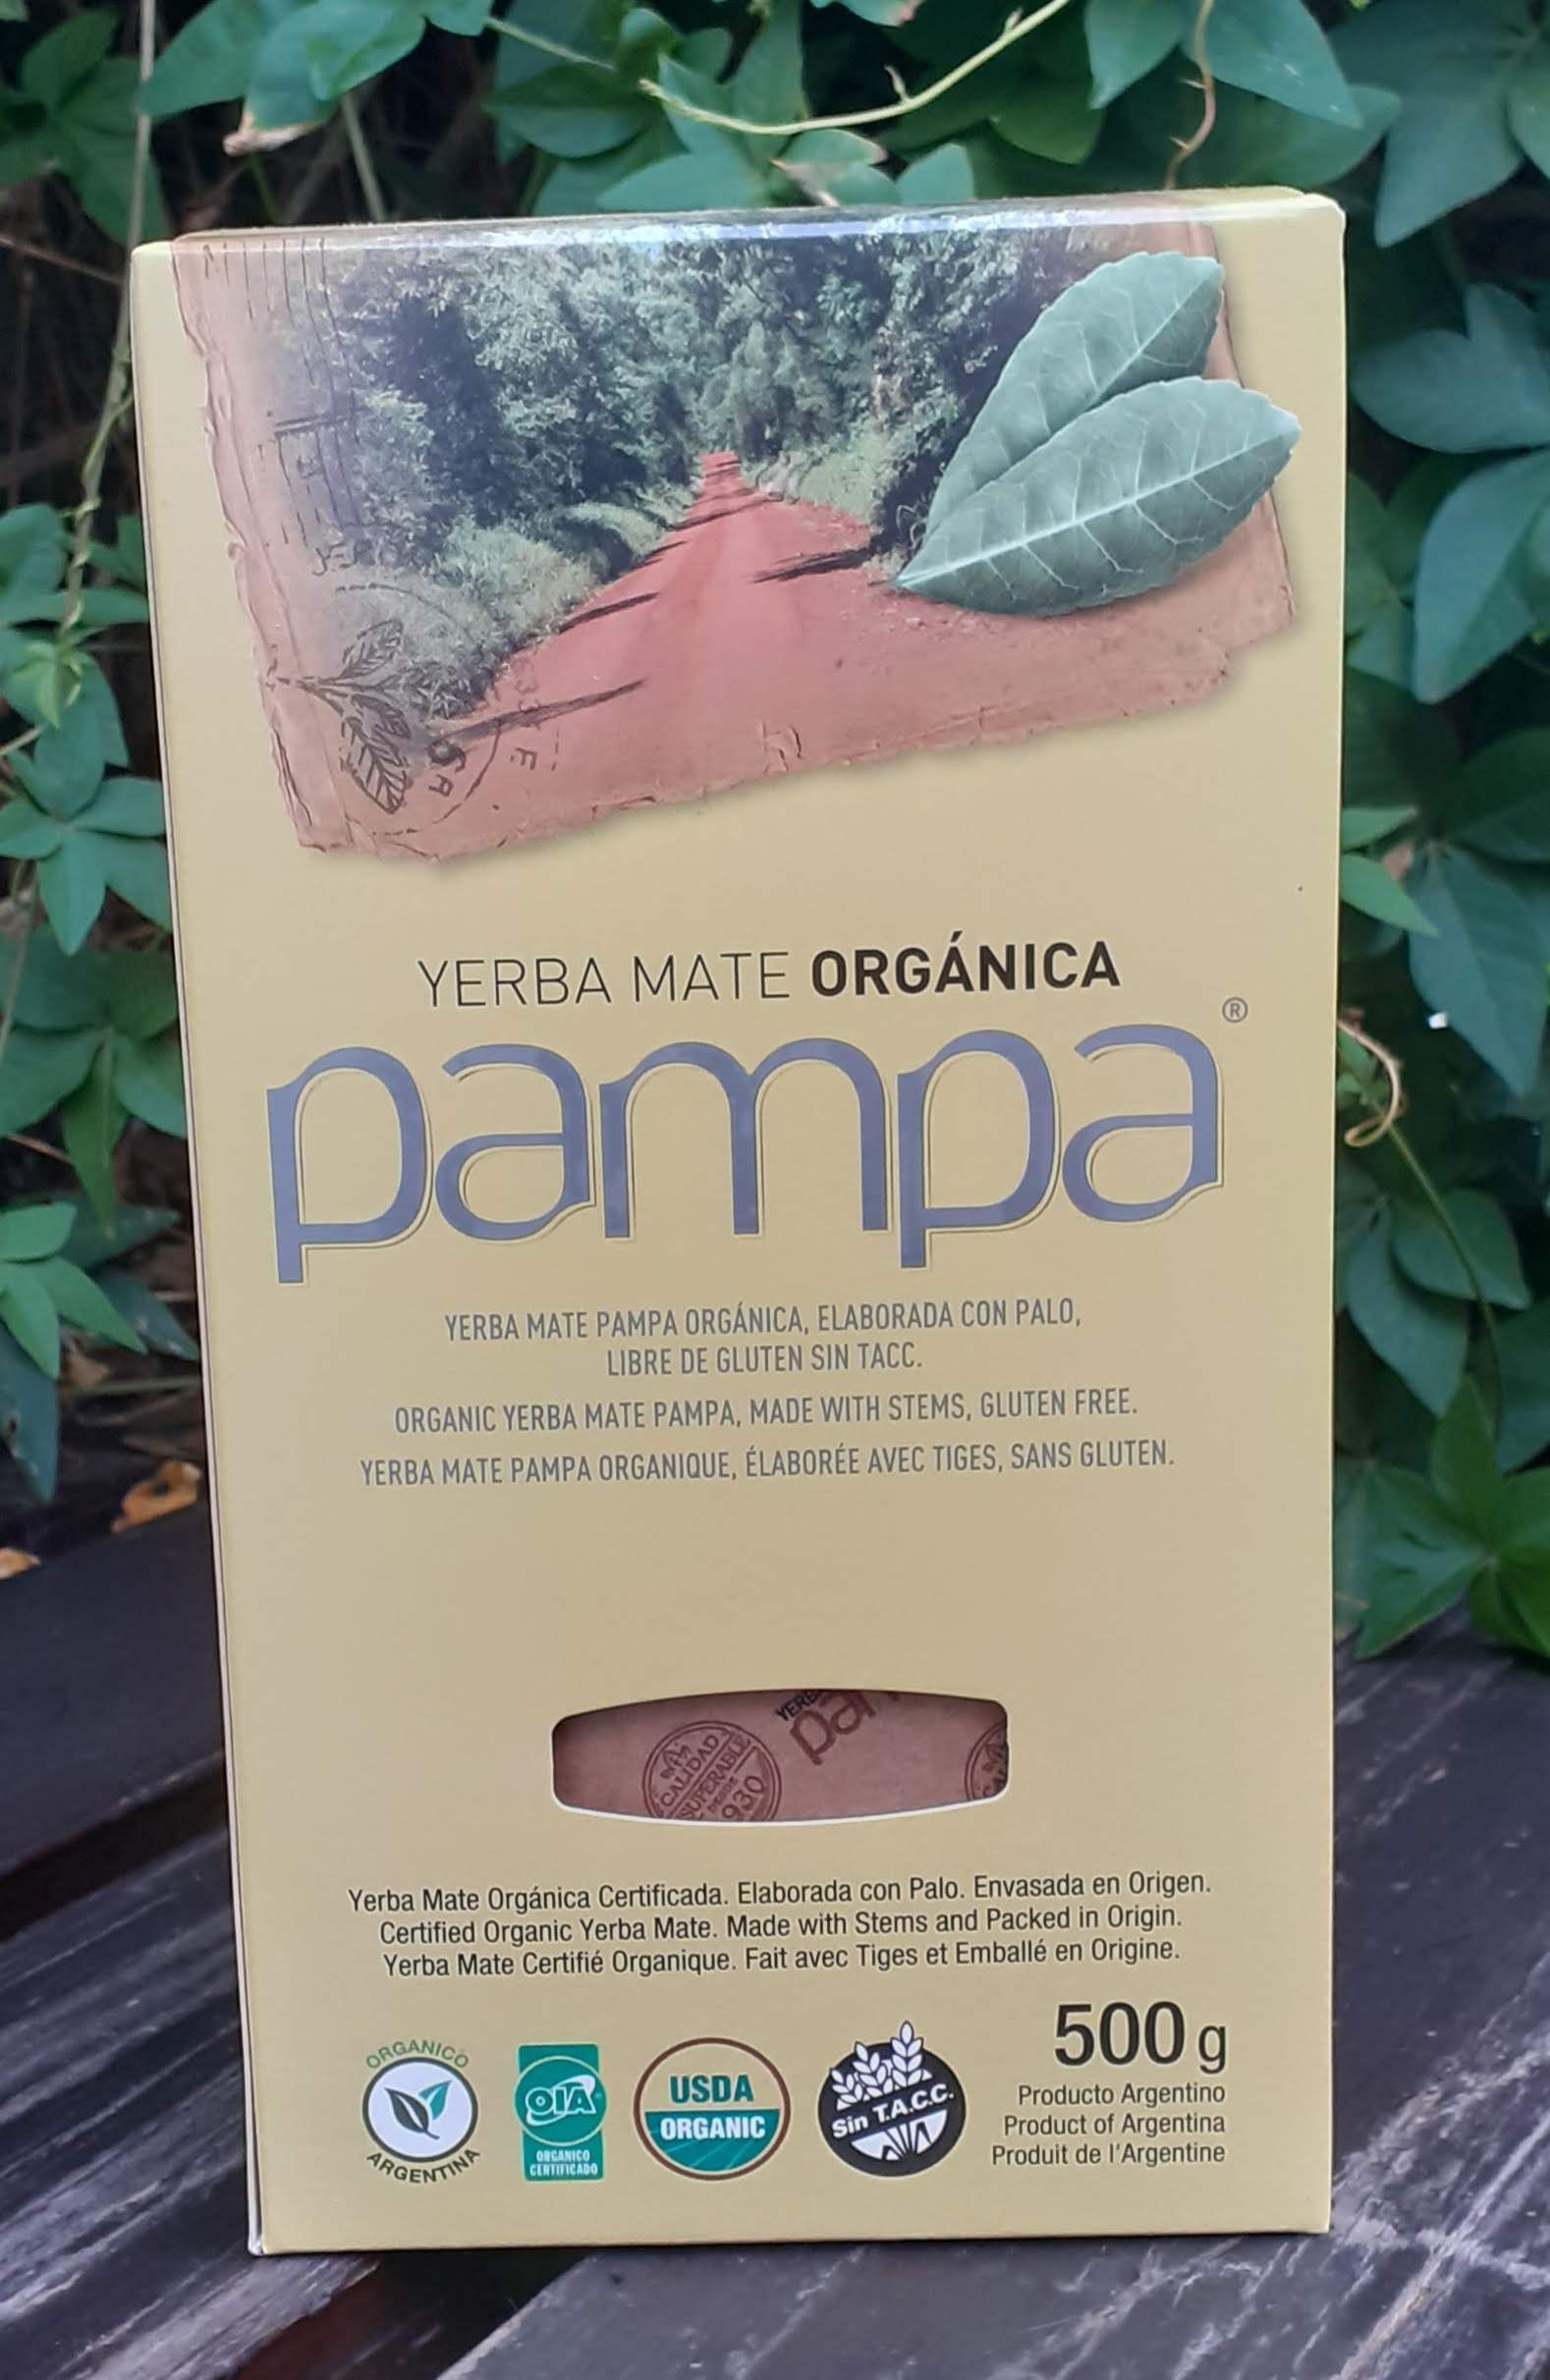 YERBA MATE ORGÁNICA
pampa®
YERBA MATE PAMPA ORGÁNICA, ELABORADA CON PALO,
LIBRE DE GLUTEN SIN TACC.
ORGANIC YERBA MATE PAMPA, MADE WITH STEMS, GLUTEN FREE.
YERBA MATE PAMPA ORGANIQUE, ÉLABORÉE AVEC TIGES, SANS GLUTEN.
CALIDAD
Yerba Mate Orgánica Certificada. Elaborada con Palo. Envasada en Origen.
Certified Organic Yerba Mate. Made with Stems and Packed in Origin.
Yerba Mate Certifié Organique. Fait avec Tiges et Emballé en Origine.
ORGANICO
ARGENTINA
OIA
ORGANICO
CERTIFICADO
USDA
ORGANIC
Sin T.A.C.C.
500 g
Producto Argentino
Product of Argentina
Produit de l'Argentine